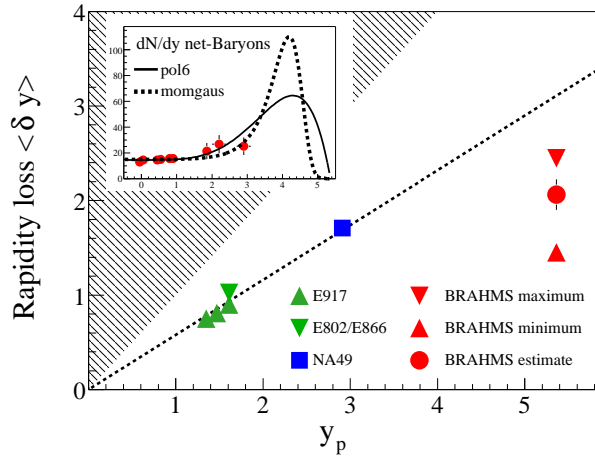 4
3
2
1
0
Rapidity loss <δ y>
dN/dy net-Baryons
pol6
momgaus
100
80
60
40
20
0
0 1 2 3 4 5
E917
E802/E866
NA49
BRAHMS maximum
BRAHMS minimum
BRAHMS estimate
1 2 3 4 5
y_p